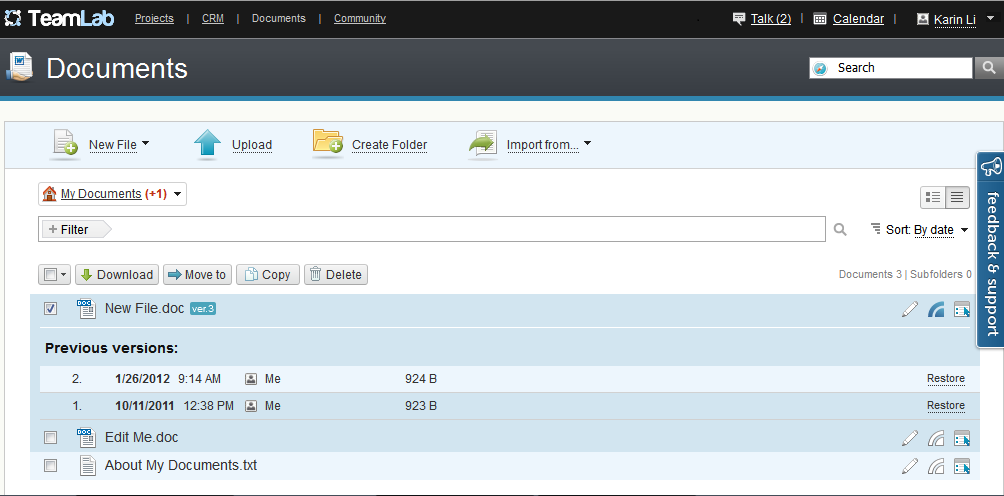 TeamLab Projects | CRM | Documents | Community Talk (2) | Calendar | Karin Li
Documents Search
New File Upload Create Folder Import from...
My Documents (+1)
+ Filter Sort: By date
Download Move to Copy Delete Documents 3 | Subfolders 0
DOC New File.doc ver.3
Previous versions:
2. 1/26/2012 9:14 AM Me 924 B Restore
1. 10/11/2011 12:38 PM Me 923 B Restore
DOC Edit Me.doc
About My Documents.txt
feedback & support